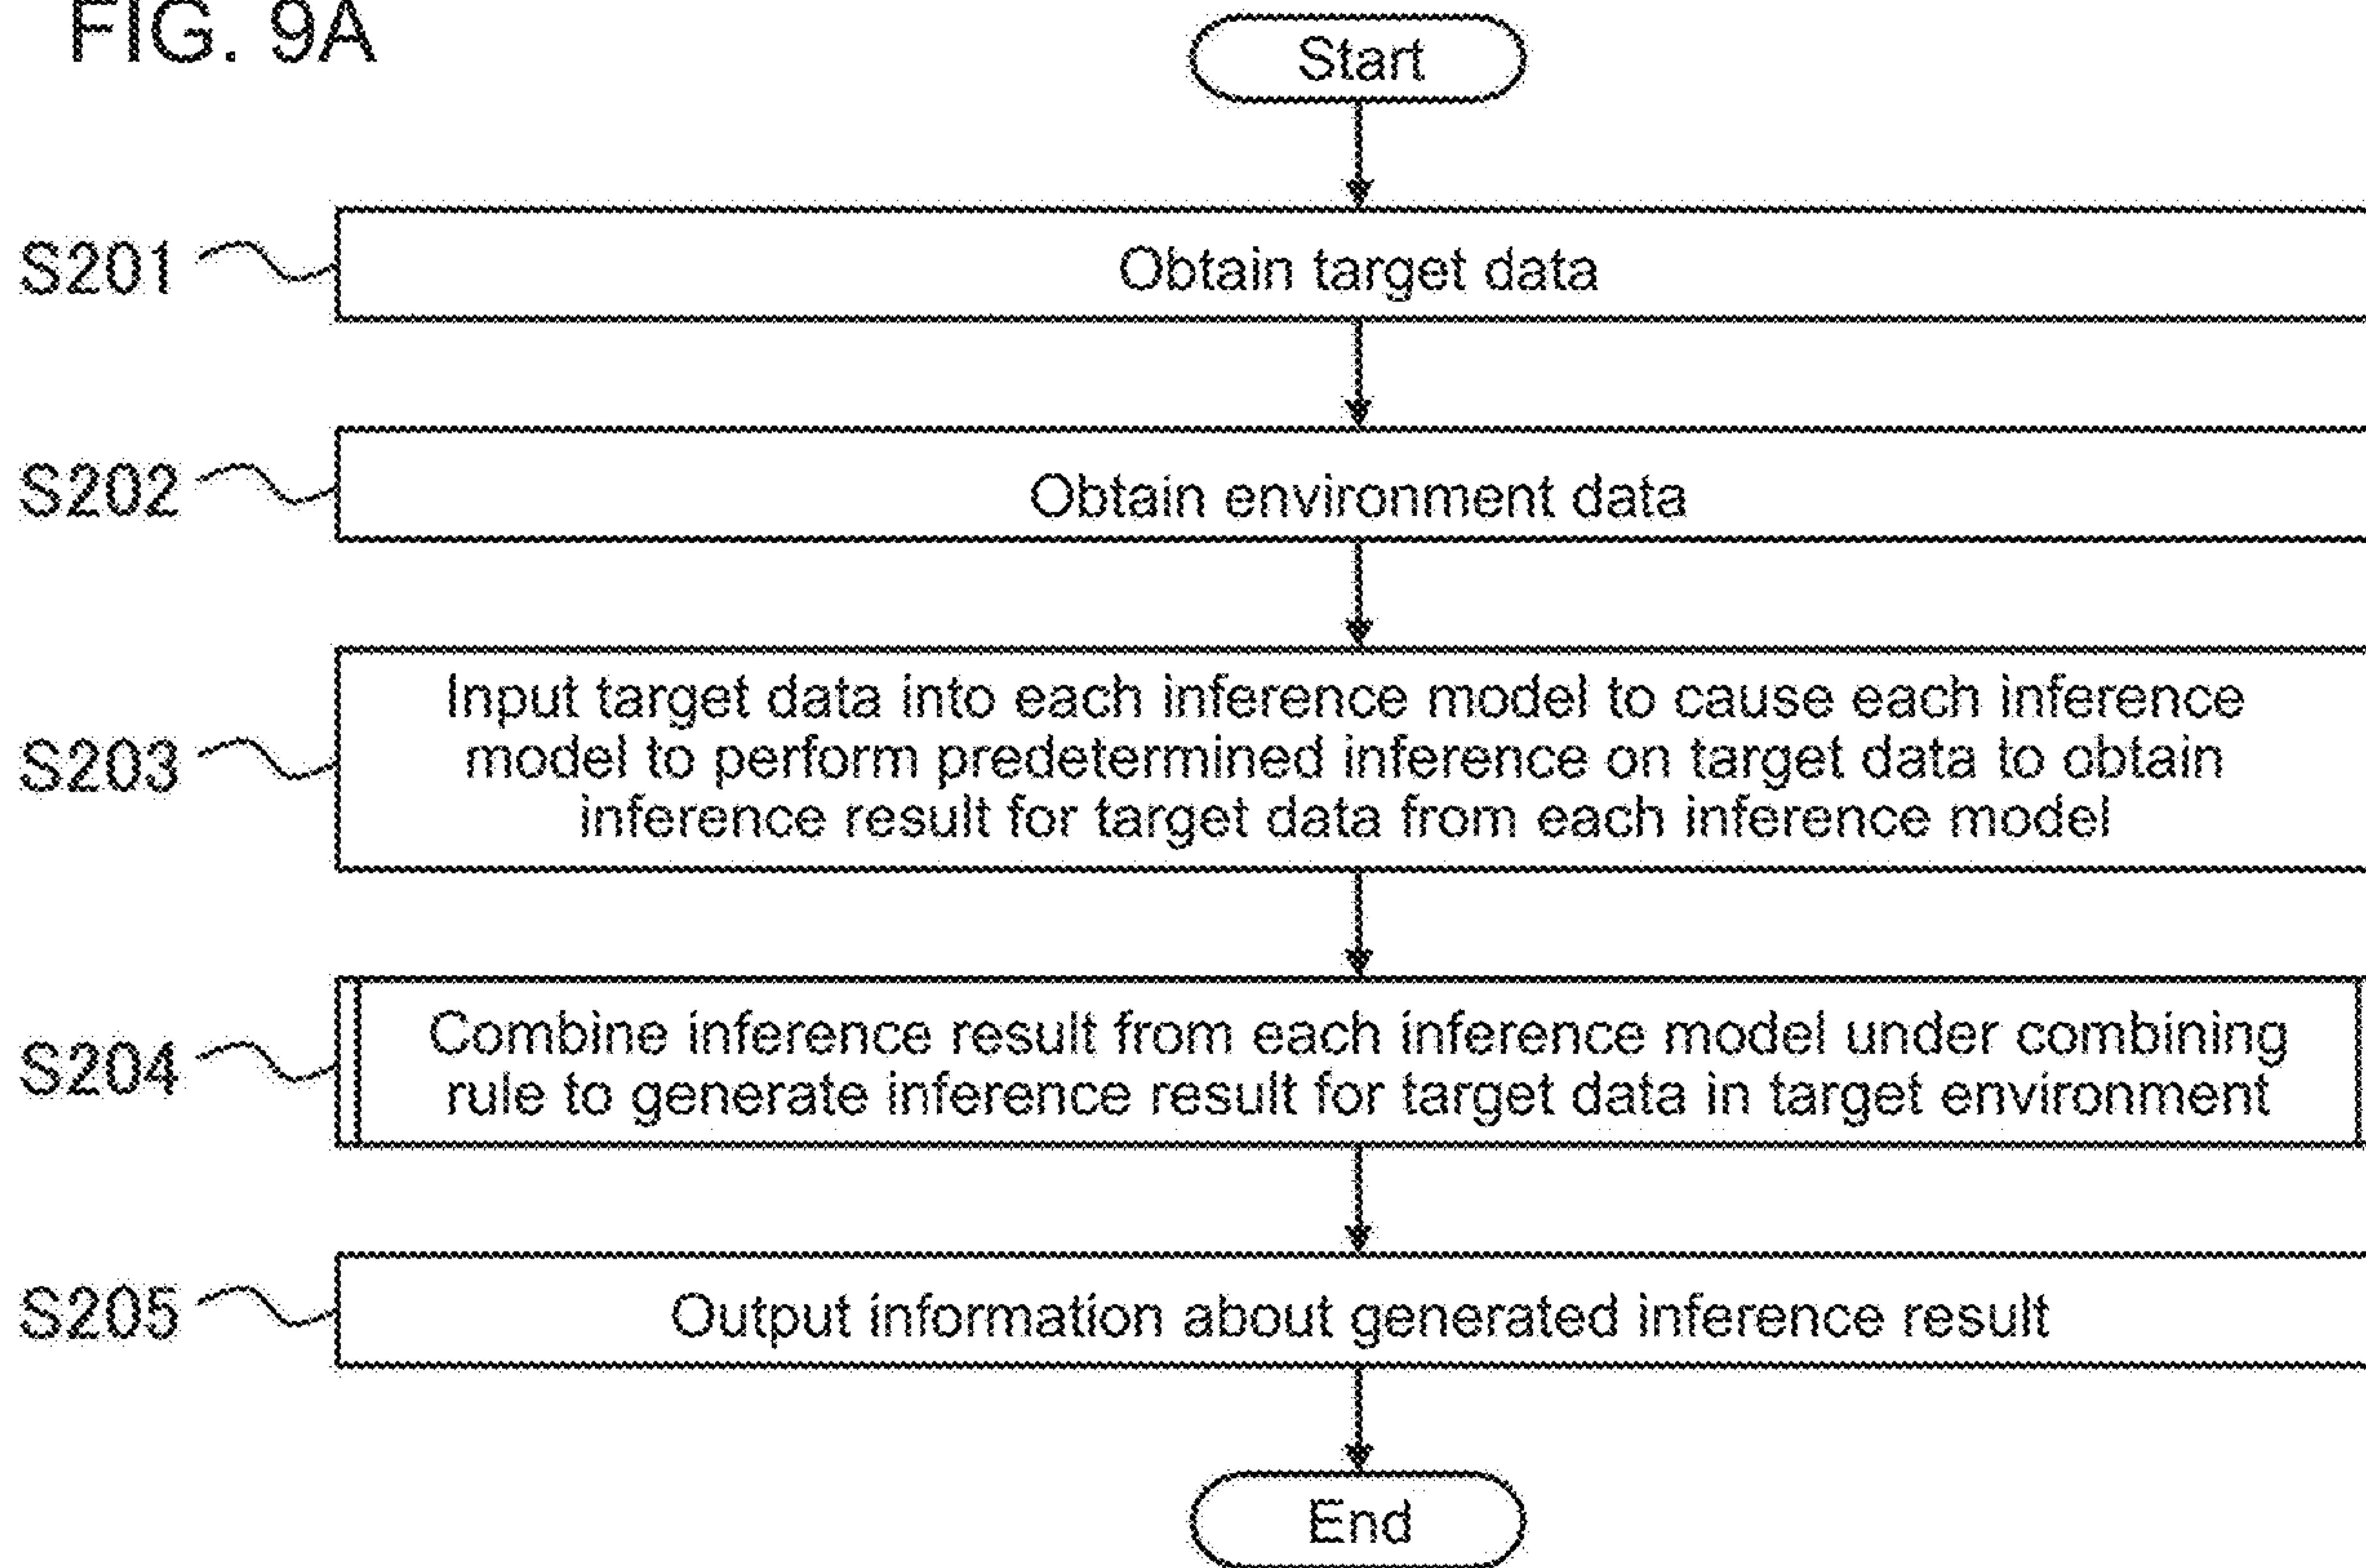 FIG. 9A
Start
S201
Obtain target data
S202
Obtain environment data
S203
Input target data into each inference model to cause each inference
model to perform predetermined inference on target data to obtain
inference result for target data from each inference model
S204
Combine inference result from each inference model under combining
rule to generate inference result for target data in target environment
S205
Output information about generated inference result
End